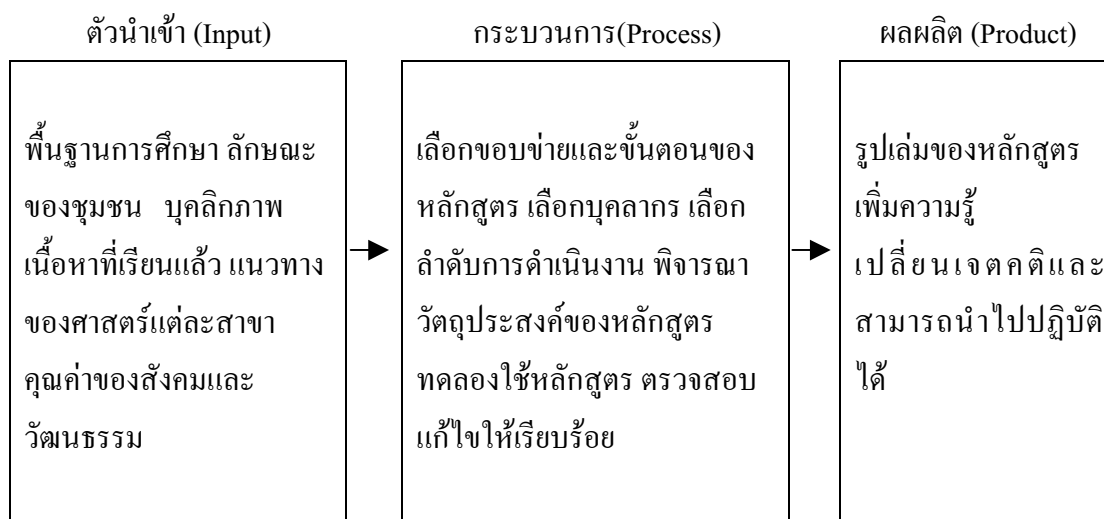 ตัวนำเข้า (Input)
พื้นฐานการศึกษา ลักษณะ
ของชุมชน บุคลิกภาพ
เนื้อหาที่เรียนแล้ว แนวทาง
ของศาสตร์แต่ละสาขา
คุณค่าของสังคมและ
วัฒนธรรม
กระบวนการ(Process)
เลือกขอบข่ายและขั้นตอนของ
หลักสูตร เลือกบุคลากร เลือก
ลำดับการดำเนินงาน พิจารณา
วัตถุประสงค์ของหลักสูตร
ทดลองใช้หลักสูตร ตรวจสอบ
แก้ไขให้เรียบร้อย
ผลผลิต (Product)
รูปเล่มของหลักสูตร
เพิ่มความรู้
เปลี่ยนเจตคติและ
สามารถนำไปปฏิบัติ
ได้